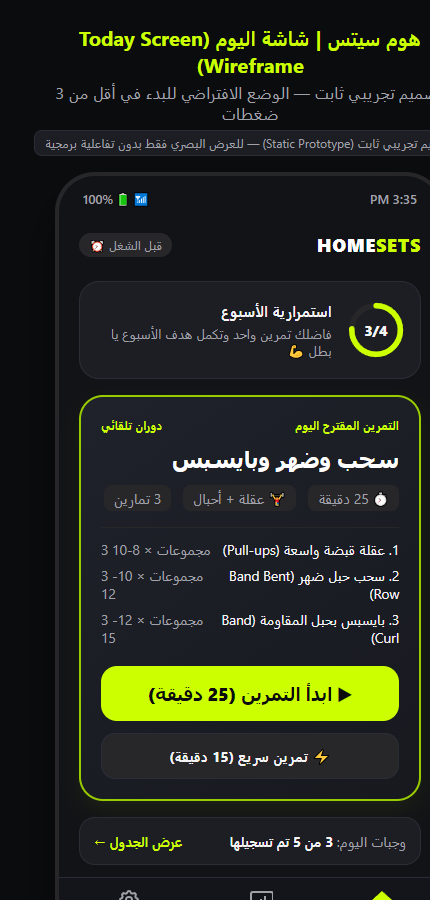 هوم سيتس | شاشة اليوم (Today Screen
Wireframe)
ميم تجريبي ثابت — الوضع الافتراضي للبدء في أقل من 3
ضغطات
م تجريبي ثابت (Static Prototype) — للعرض البصري فقط بدون تفاعلية برمجية
3:35 PM
100%
HOMESETS
قبل الشغل
استمرارية الأسبوع
3/4
فاضلك تمرين واحد وتكمل هدف الأسبوع يا
بطل
التمرين المقترح اليوم
دوران تلقائي
سحب وضهر وبايسبس
25 دقيقة
عقلة + أحبال
3 تمارين
1. عقلة قبضة واسعة (Pull-ups)
3 مجموعات × 8-10
2. سحب حبل ضهر (Band Bent
Row)
3 مجموعات × 10-
12
3. بايسبس بحبل المقاومة (Band
Curl)
3 مجموعات × 12-
15
▶ ابدأ التمرين (25 دقيقة)
⚡ تمرين سريع (15 دقيقة)
وجبات اليوم: 3 من 5 تم تسجيلها
عرض الجدول ←